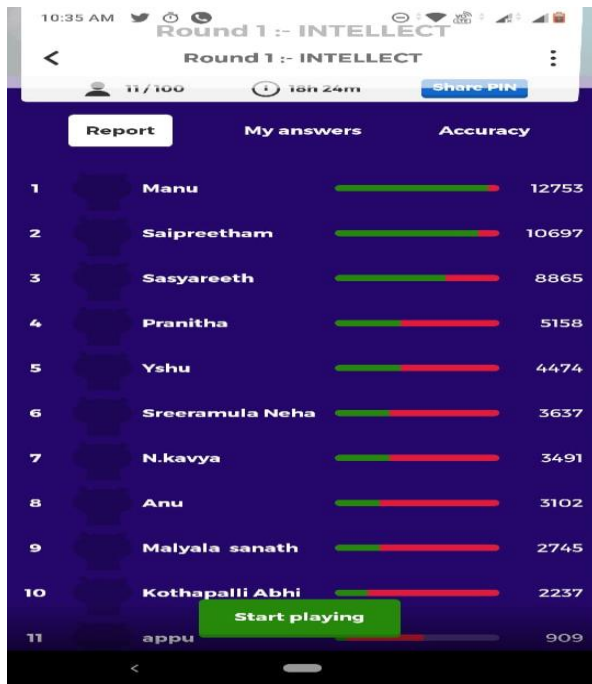 10:35 AM
Round 1 :- INTELLECT
Round 1 :- INTELLECT
11/100 18h 24m Share PIN
Report My answers Accuracy
1 Manu 12753
2 Saipreetham 10697
3 Sasyareeth 8865
4 Pranitha 5158
5 Yshu 4474
6 Sreeramula Neha 3637
7 N.kavya 3491
8 Anu 3102
9 Malyala sanath 2745
10 Kothapalli Abhi 2237
Start playing
11 appu 909